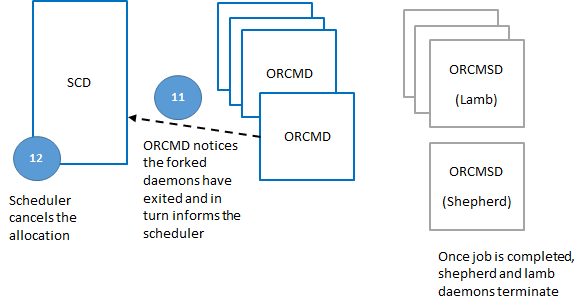 SCD
11
ORCMD
ORCMD
12
ORCMD notices
the forked
daemons have
exited and in
turn informs the
scheduler
Scheduler
cancels the
allocation
ORCMSD
(Lamb)
ORCMSD
(Shepherd)
Once job is completed,
shepherd and lamb
daemons terminate